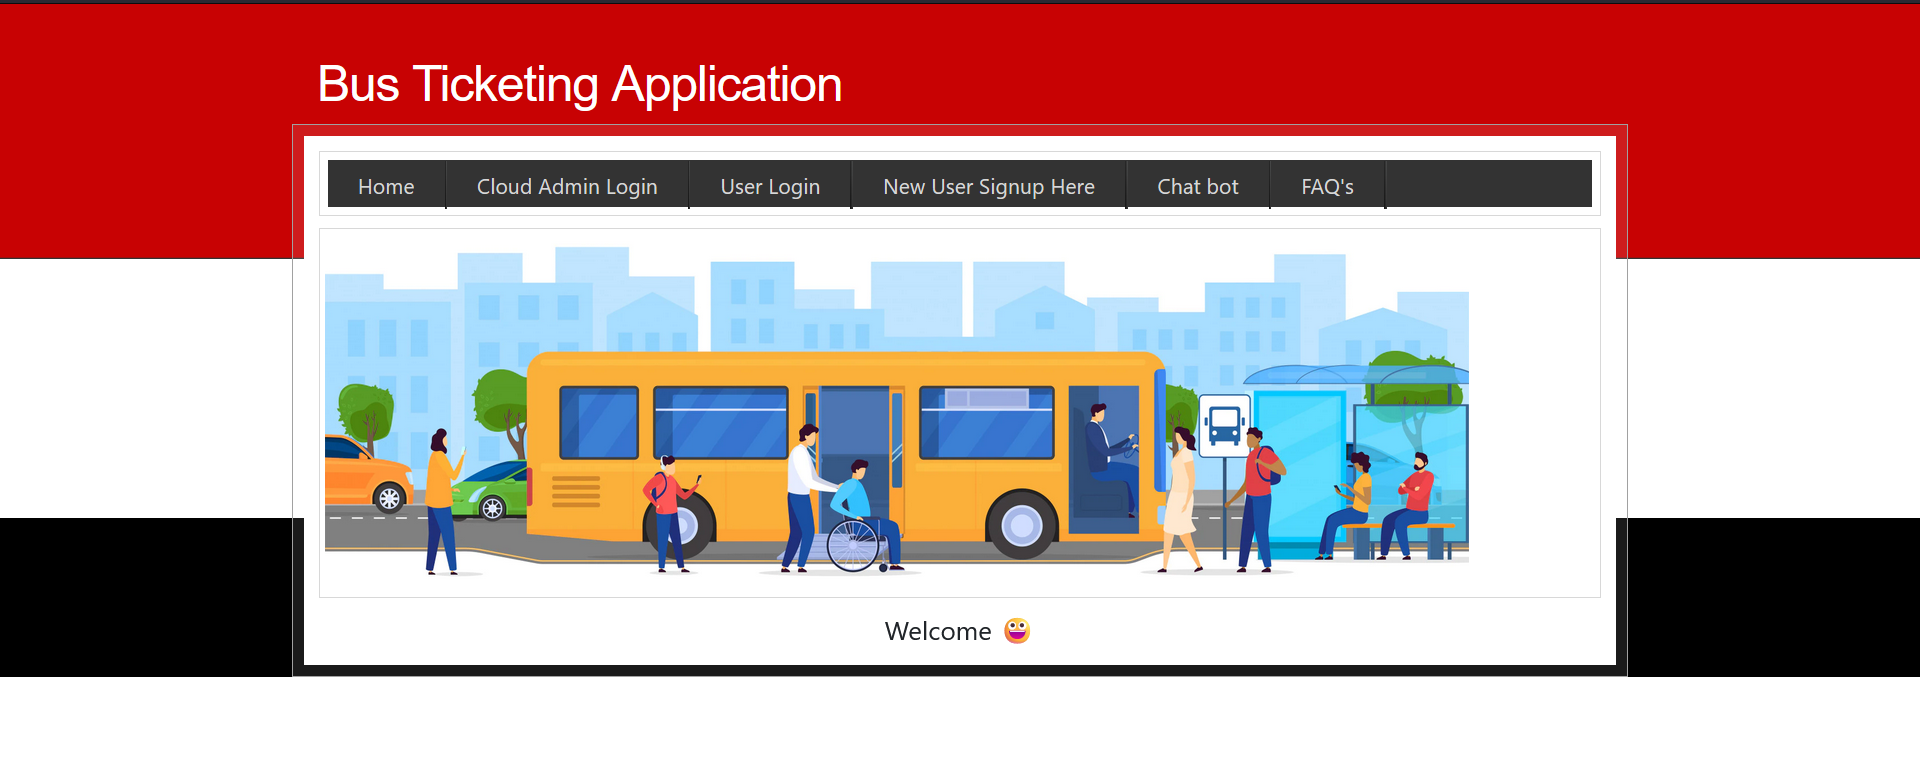 Bus Ticketing Application
Home Cloud Admin Login User Login New User Signup Here Chat bot FAQ's
Welcome 😀